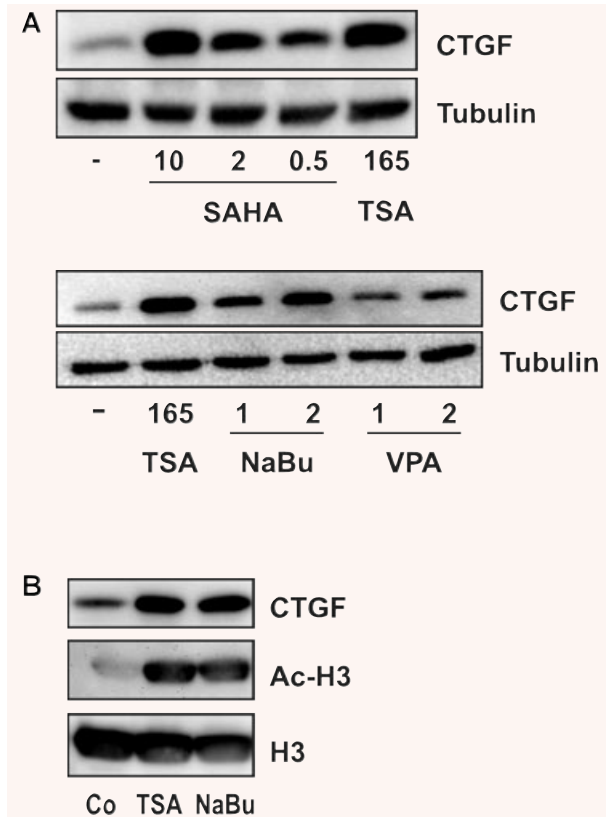 A
CTGF
Tubulin
- 10 2 0.5 165
SAHA TSA
CTGF
Tubulin
- 165 1 2 1 2
TSA NaBu VPA
B
CTGF
Ac-H3
H3
Co TSA NaBu